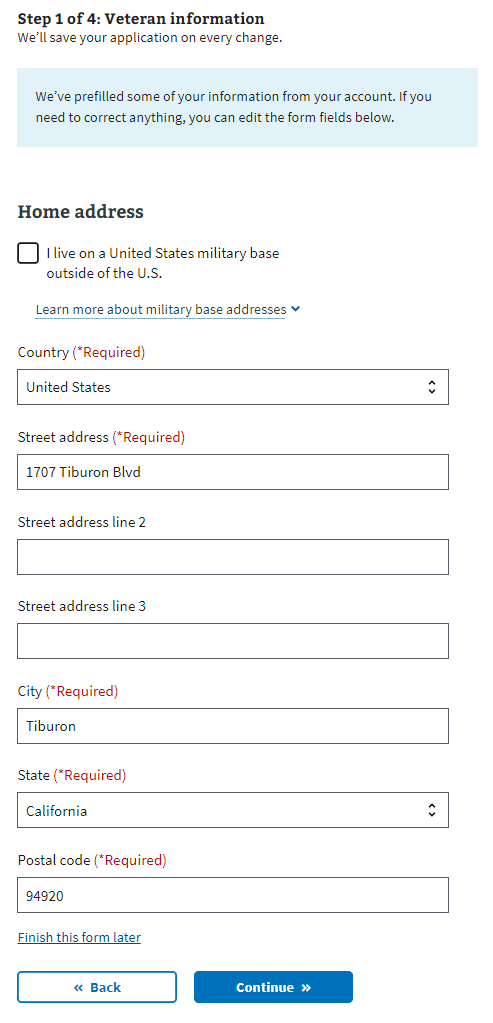 Step 1 of 4: Veteran information
We’ll save your application on every change.
We’ve prefilled some of your information from your account. If you
need to correct anything, you can edit the form fields below.
Home address
I live on a United States military base
outside of the U.S.
Learn more about military base addresses
Country (*Required)
United States
Street address (*Required)
1707 Tiburon Blvd
Street address line 2
Street address line 3
City (*Required)
Tiburon
State (*Required)
California
Postal code (*Required)
94920
Finish this form later
« Back
Continue »